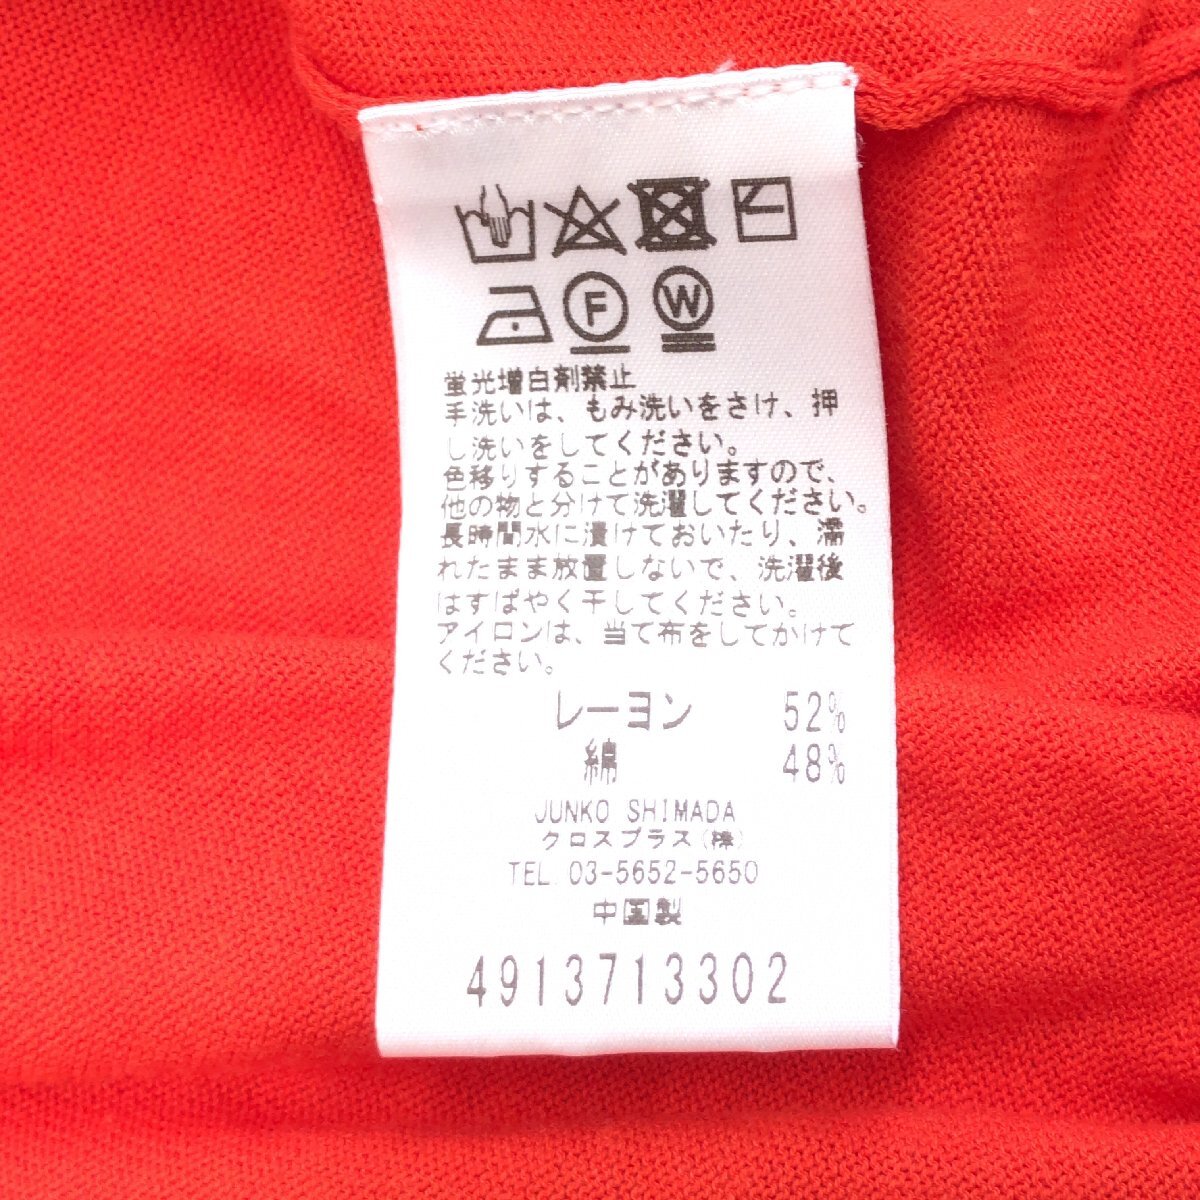 F W
蛍光増白剤禁止
手洗いは、もみ洗いをさけ、押
し洗いをしてください。
色移りすることがありますので、
他の物と分けて洗濯してください。
長時間水に漬けておいたり、濡
れたまま放置しないで、洗濯後
はすばやく干してください。
アイロンは、当て布をしてかけて
ください。
レーヨン 52%
綿 48%
JUNKO SHIMADA
クロスプラス(株)
TEL. 03-5652-5650
中国製
4913713302